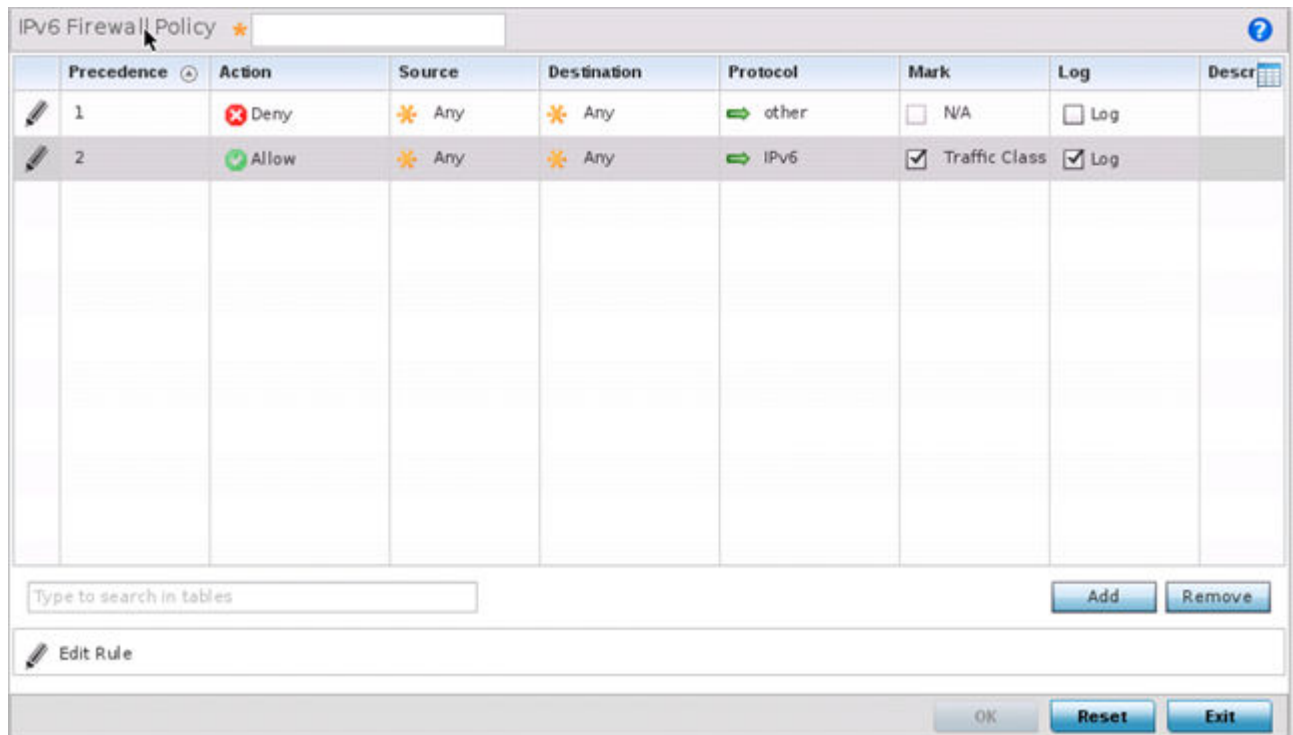 IPv6 Firewall Policy *
Precedence Action Source Destination Protocol Mark Log Descr
1 Deny Any Any other N/A Log
2 Allow Any Any IPv6 Traffic Class Log
Type to search in tables
Add Remove
Edit Rule
OK Reset Exit